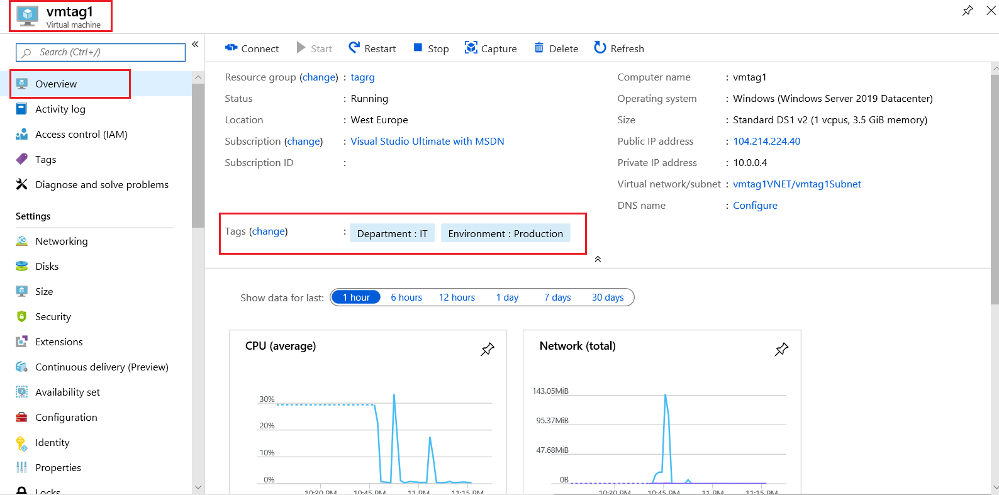 vmtag1
Virtual machine
Search (Ctrl+/)
«
Overview
Activity log
Access control (IAM)
Tags
Diagnose and solve problems
Settings
Networking
Disks
Size
Security
Extensions
Continuous delivery (Preview)
Availability set
Configuration
Identity
Properties
Locks
Connect Start Restart Stop Capture Delete Refresh
Resource group (change) : tagrg
Status : Running
Location : West Europe
Subscription (change) : Visual Studio Ultimate with MSDN
Subscription ID :
Computer name : vmtag1
Operating system : Windows (Windows Server 2019 Datacenter)
Size : Standard DS1 v2 (1 vcpus, 3.5 GiB memory)
Public IP address : 104.214.224.40
Private IP address : 10.0.0.4
Virtual network/subnet : vmtag1VNET/vmtag1Subnet
DNS name : Configure
Tags (change) : Department : IT Environment : Production
Show data for last: 1 hour 6 hours 12 hours 1 day 7 days 30 days
CPU (average)
30%
20%
10%
0%
10:30 PM 10:45 PM 11 PM 11:15 PM
Network (total)
143.05MiB
95.37MiB
47.68MiB
0B
10:30 PM 10:45 PM 11 PM 11:15 PM